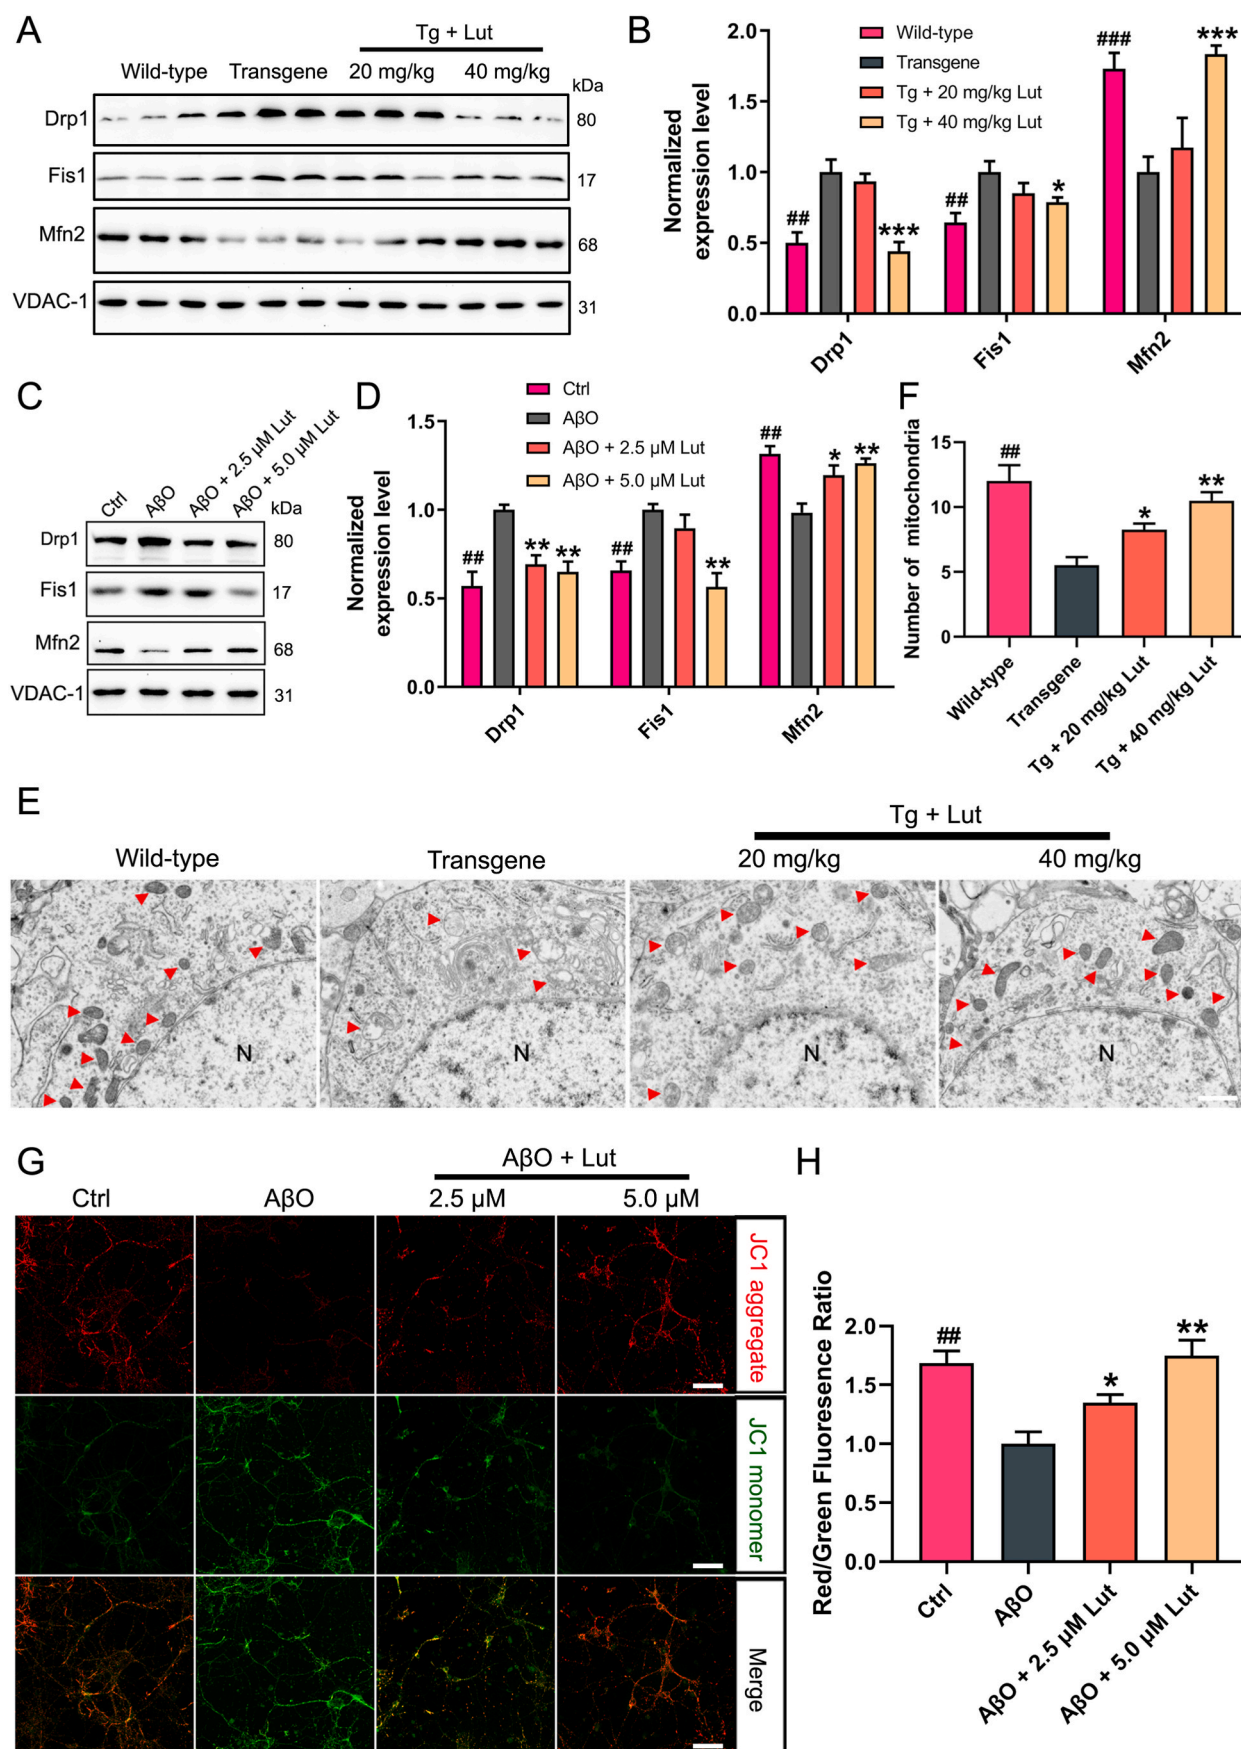 A
Tg + Lut
Wild-type Transgene 20 mg/kg 40 mg/kg
kDa
Drp1 80
Fis1 17
Mfn2 68
VDAC-1 31
B
Wild-type
Transgene
Tg + 20 mg/kg Lut
Tg + 40 mg/kg Lut
Normalized
expression level
2.0
1.5
1.0
0.5
0.0
## *** ## * ### ***
Drp1 Fis1 Mfn2
C
Ctrl AβO AβO + 2.5 μM Lut AβO + 5.0 μM Lut
kDa
Drp1 80
Fis1 17
Mfn2 68
VDAC-1 31
D
Ctrl
AβO
AβO + 2.5 μM Lut
AβO + 5.0 μM Lut
Normalized
expression level
1.5
1.0
0.5
0.0
## ** ** ## ** ## * **
Drp1 Fis1 Mfn2
F
Number of mitochondria
15
10
5
0
## * **
Wild-type Transgene Tg + 20 mg/kg Lut Tg + 40 mg/kg Lut
E
Tg + Lut
Wild-type Transgene 20 mg/kg 40 mg/kg
N N N N
G
AβO + Lut
Ctrl AβO 2.5 μM 5.0 μM
JC1 aggregate
JC1 monomer
Merge
H
Red/Green Fluoresence Ratio
2.0
1.5
1.0
0.5
0.0
## * **
Ctrl AβO AβO + 2.5 μM Lut AβO + 5.0 μM Lut